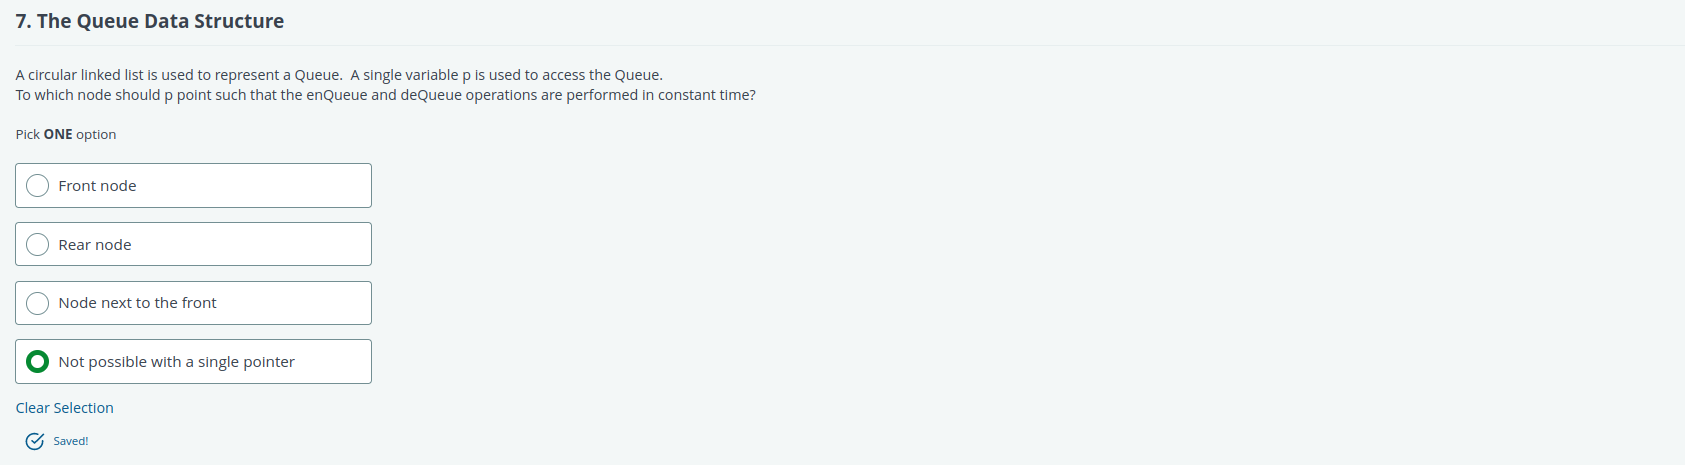 7. The Queue Data Structure
A circular linked list is used to represent a Queue.  A single variable p is used to access the Queue.
To which node should p point such that the enQueue and deQueue operations are performed in constant time?
Pick ONE option
Front node
Rear node
Node next to the front
Not possible with a single pointer
Clear Selection
Saved!